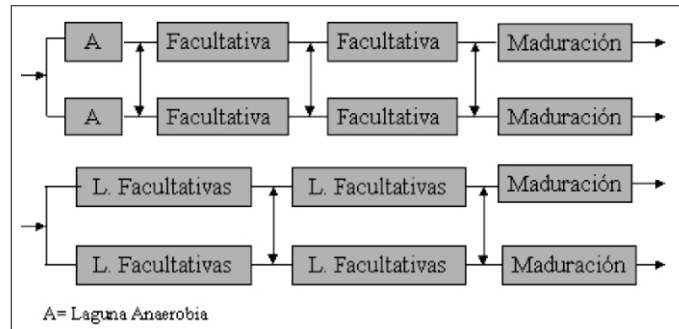 A Facultativa Facultativa Maduración
A Facultativa Facultativa Maduración
L. Facultativas L. Facultativas Maduración
L. Facultativas L. Facultativas Maduración
A= Laguna Anaerobia